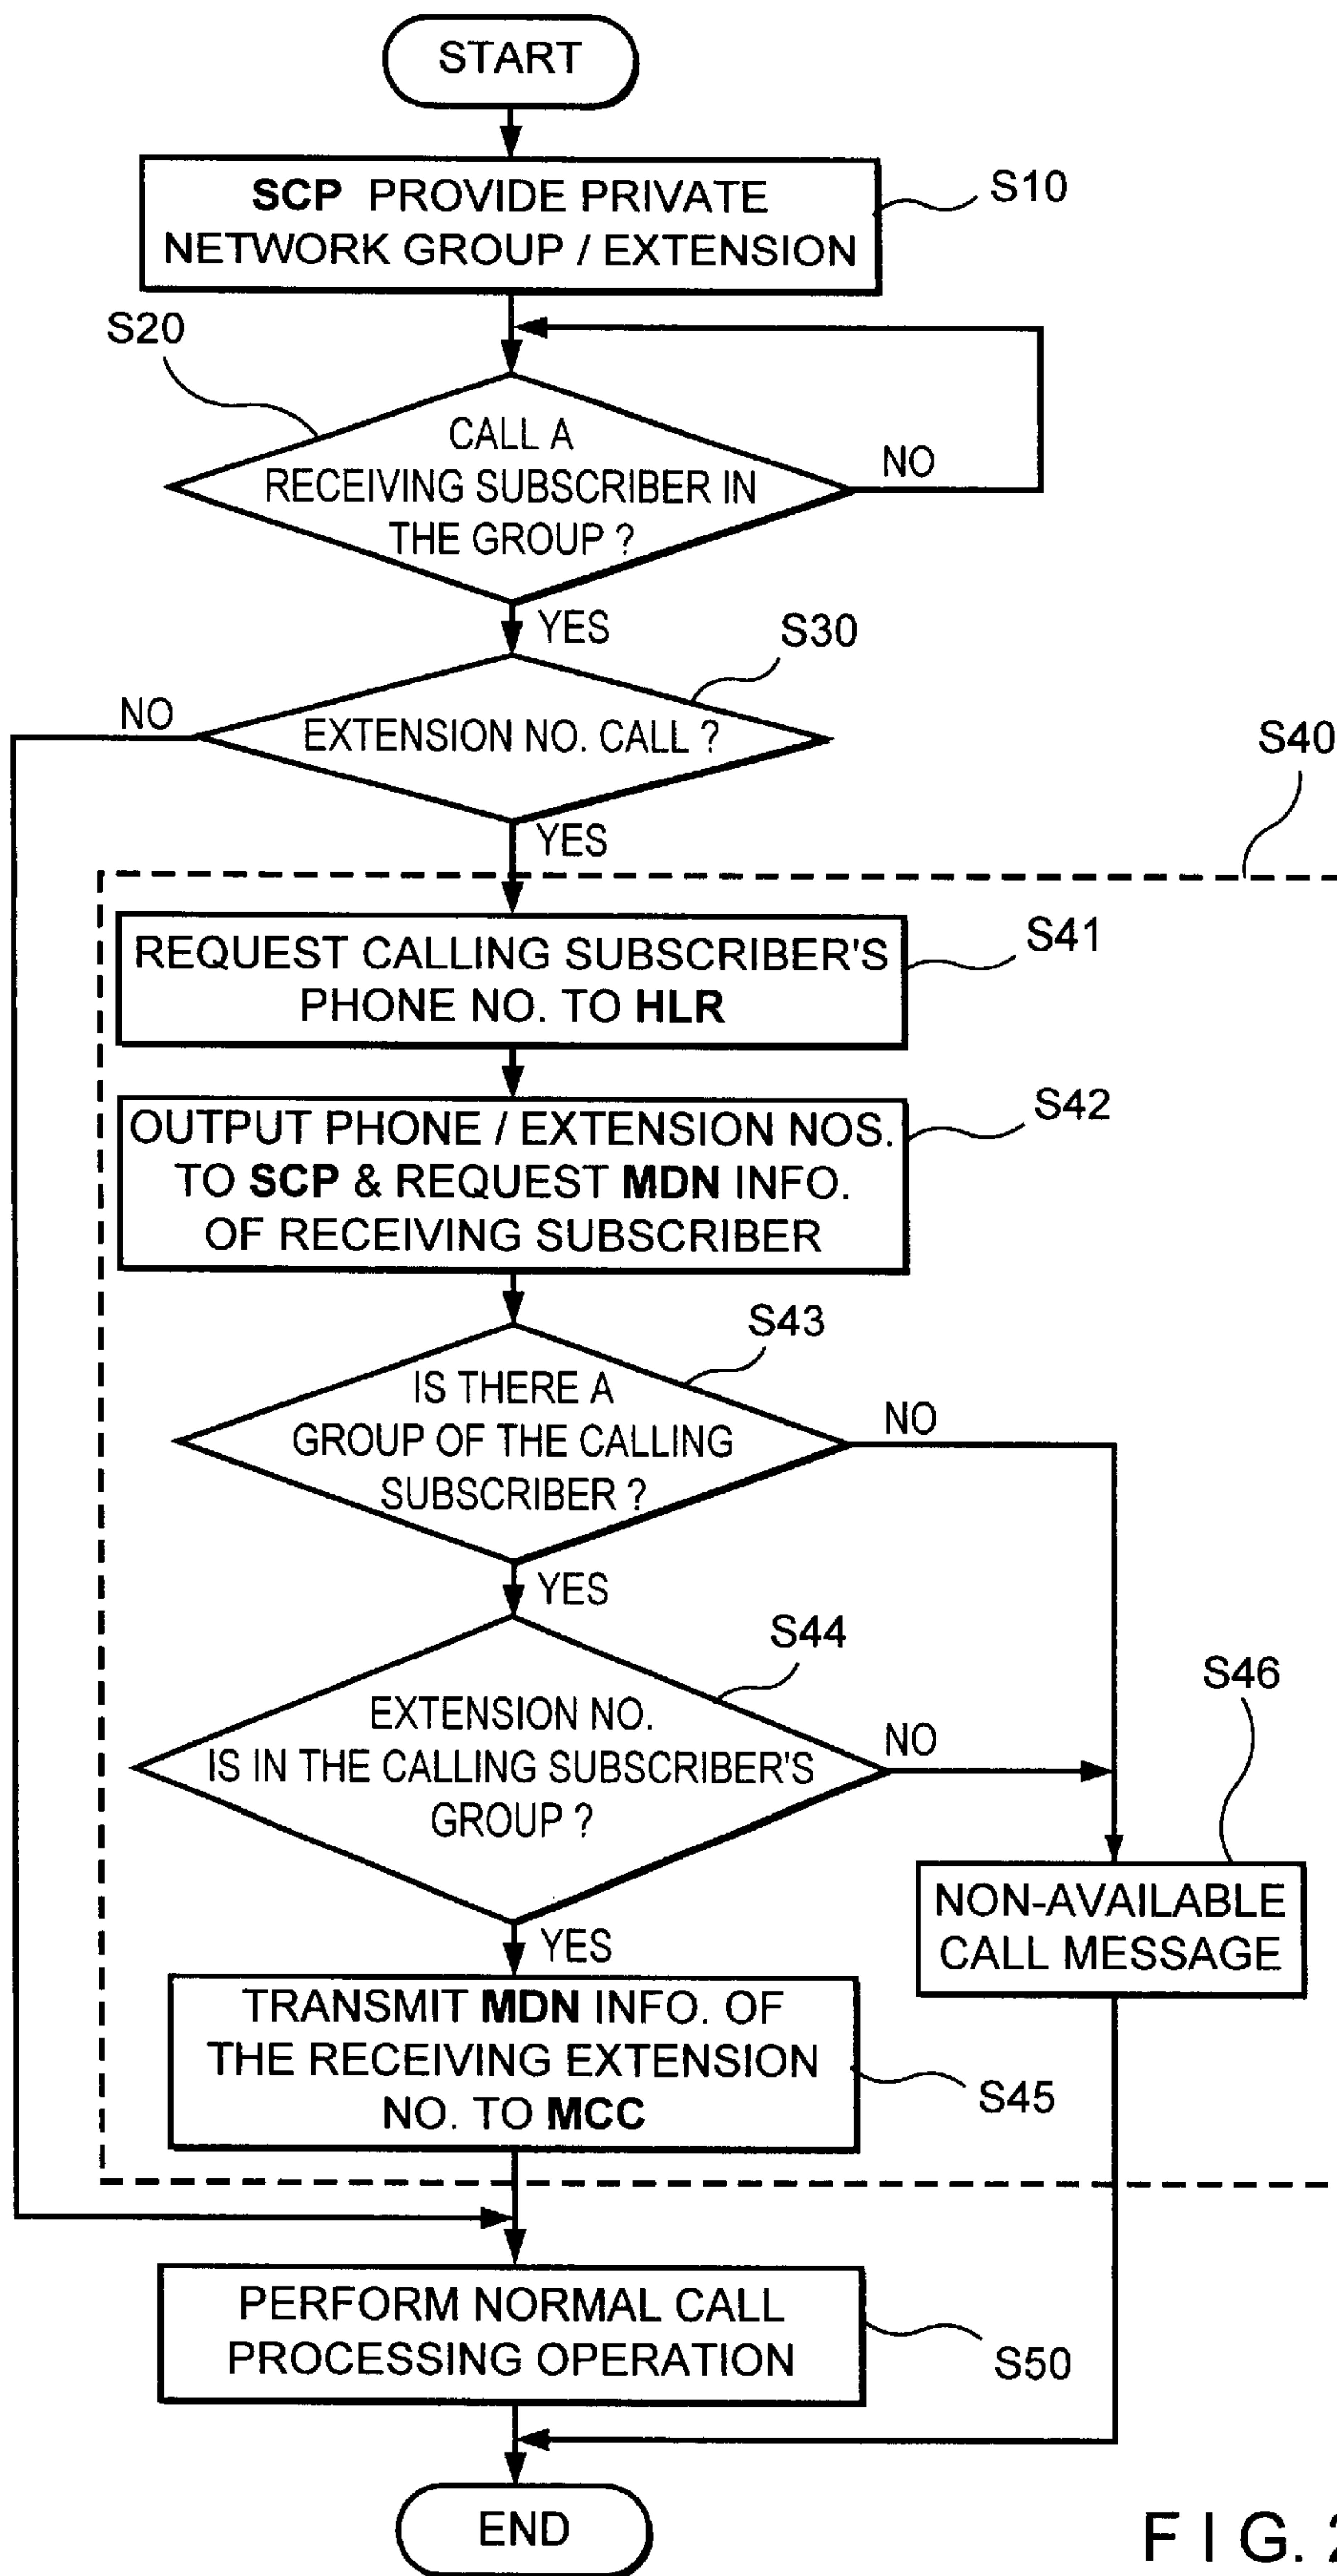 START
SCP PROVIDE PRIVATE
NETWORK GROUP / EXTENSION
S10
S20
CALL A
RECEIVING SUBSCRIBER IN
THE GROUP ?
NO
YES
S30
NO
EXTENSION NO. CALL ?
S40
YES
REQUEST CALLING SUBSCRIBER'S
PHONE NO. TO HLR
S41
OUTPUT PHONE / EXTENSION NOS.
TO SCP & REQUEST MDN INFO.
OF RECEIVING SUBSCRIBER
S42
S43
IS THERE A
GROUP OF THE CALLING
SUBSCRIBER ?
NO
YES
S44
EXTENSION NO.
IS IN THE CALLING SUBSCRIBER'S
GROUP ?
NO
S46
NON-AVAILABLE
CALL MESSAGE
YES
TRANSMIT MDN INFO. OF
THE RECEIVING EXTENSION
NO. TO MCC
S45
PERFORM NORMAL CALL
PROCESSING OPERATION
S50
END
FIG. 2